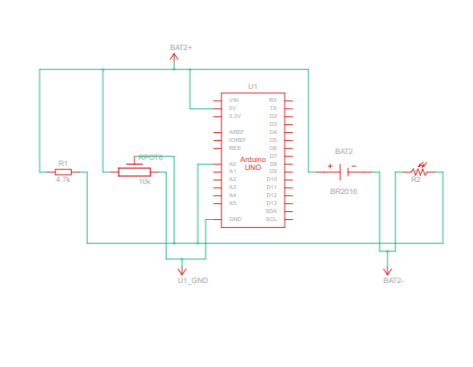 BAT2+
U1
VIN
5V
3.3V
AREF
IOREF
RES
A0
A1
A2
A3
A4
A5
GND
Arduino
UNO
RX
TX
D2
D3
D4
D5
D6
D7
D8
D9
D10
D11
D12
D13
SDA
SCL
R1
4.7k
RPOT6
10k
BAT2
+
-
BR2016
R2
U1_GND
BAT2-